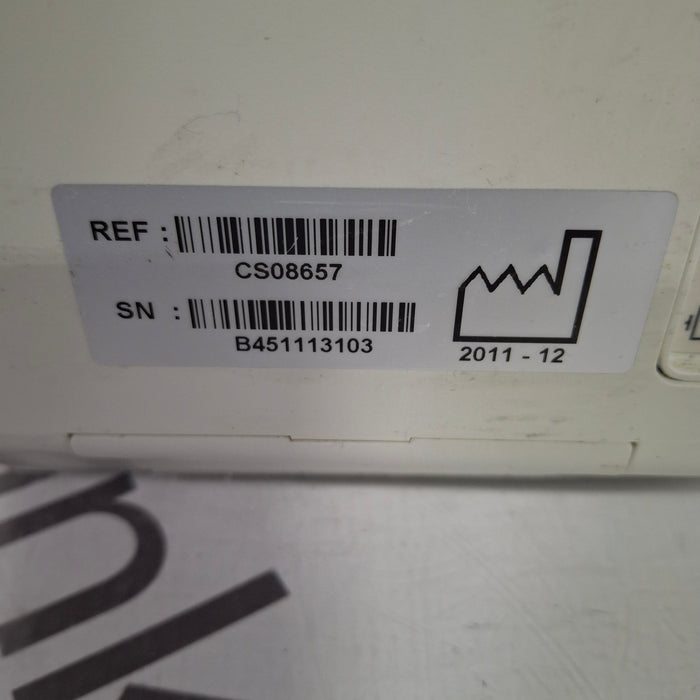 REF :
CS08657
SN :
B451113103
2011 - 12